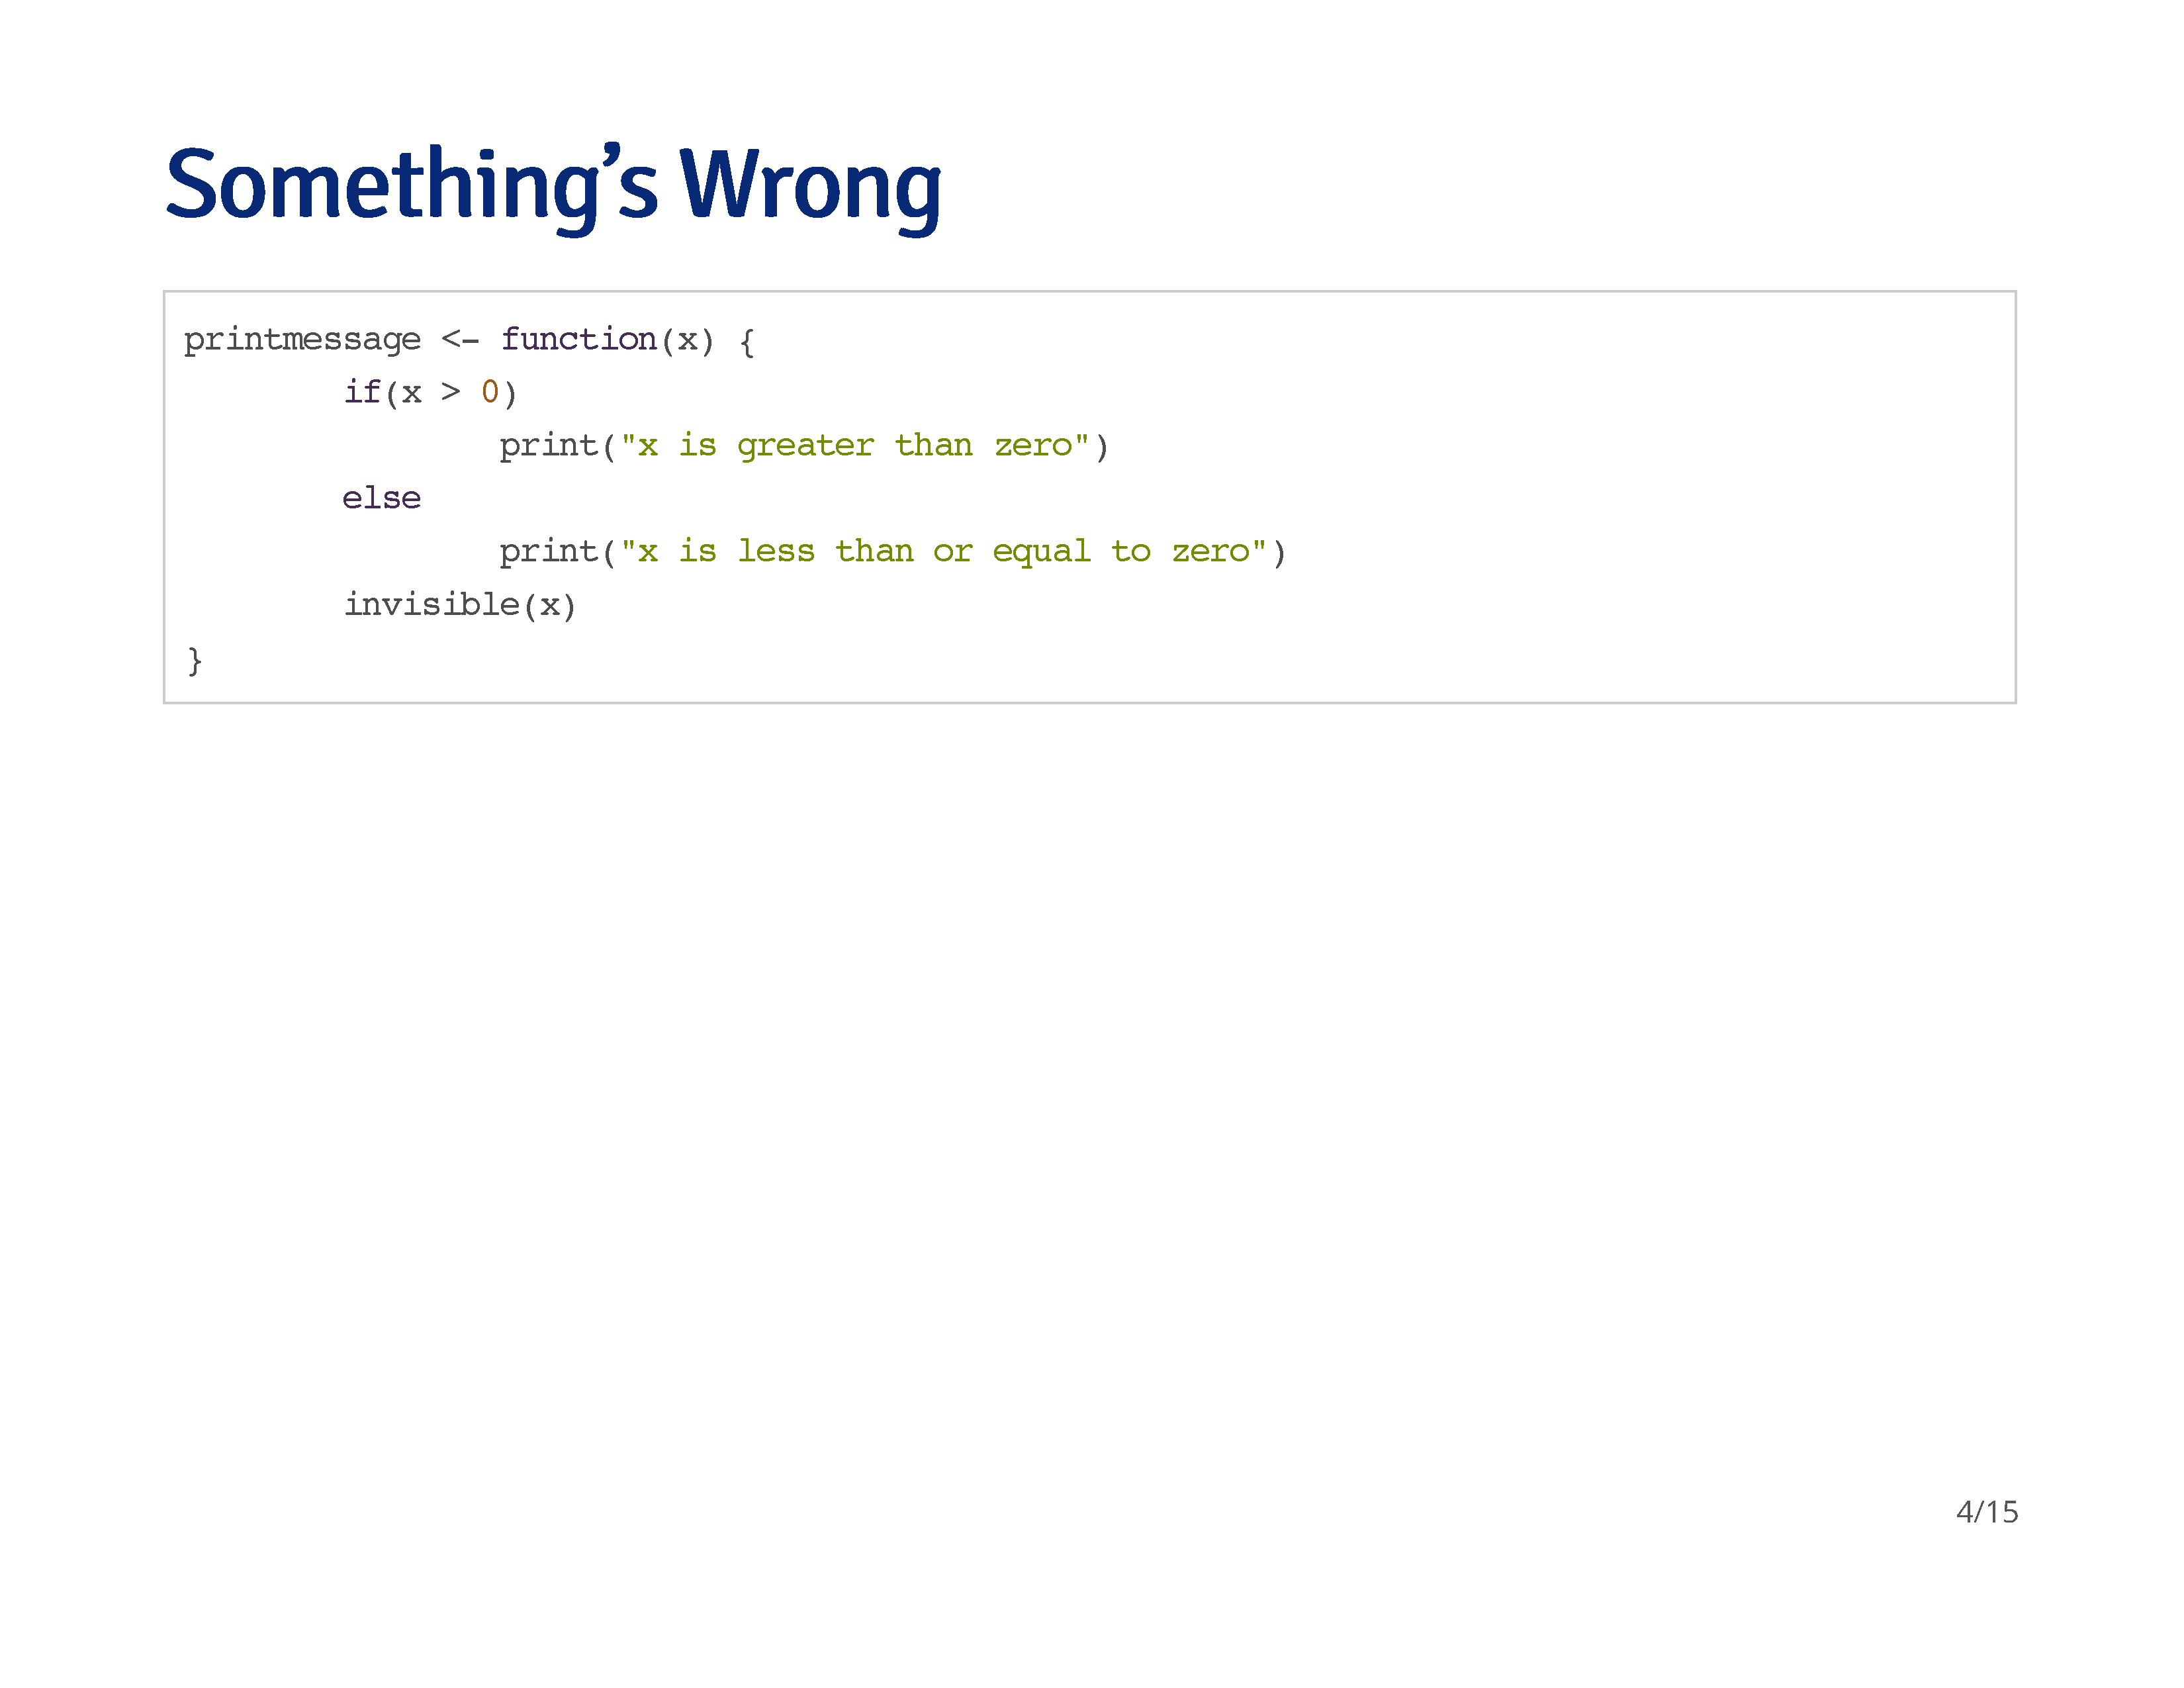 Something’s Wrong
printmessage <- function(x) {
        if(x > 0)
                print("x is greater than zero")
        else
                print("x is less than or equal to zero")
        invisible(x)
}
4/15